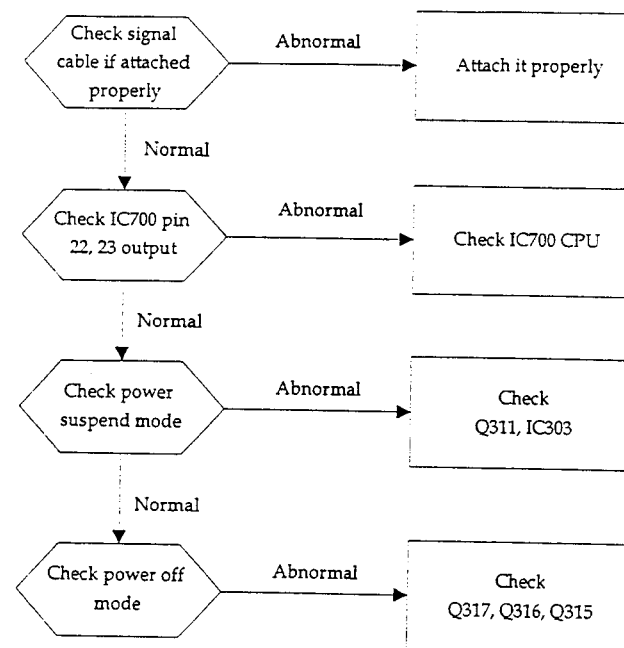 Check signal
cable if attached
properly
Abnormal
Attach it properly
Normal
Check IC700 pin
22, 23 output
Abnormal
Check IC700 CPU
Normal
Check power
suspend mode
Abnormal
Check
Q311, IC303
Normal
Check power off
mode
Abnormal
Check
Q317, Q316, Q315